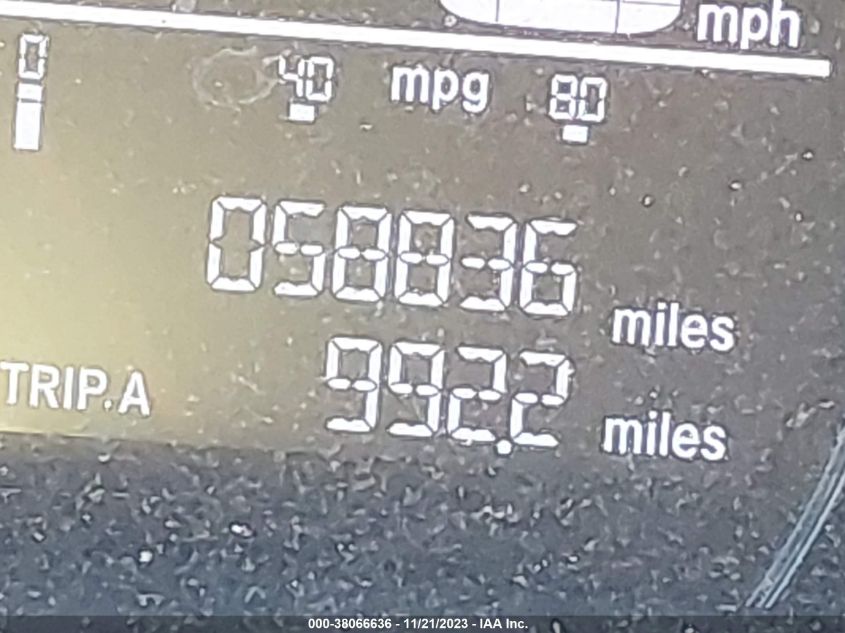 mph
0 40 mpg 80
058836 miles
TRIP.A 992.2 miles
000-38066636 - 11/21/2023 - IAA Inc.